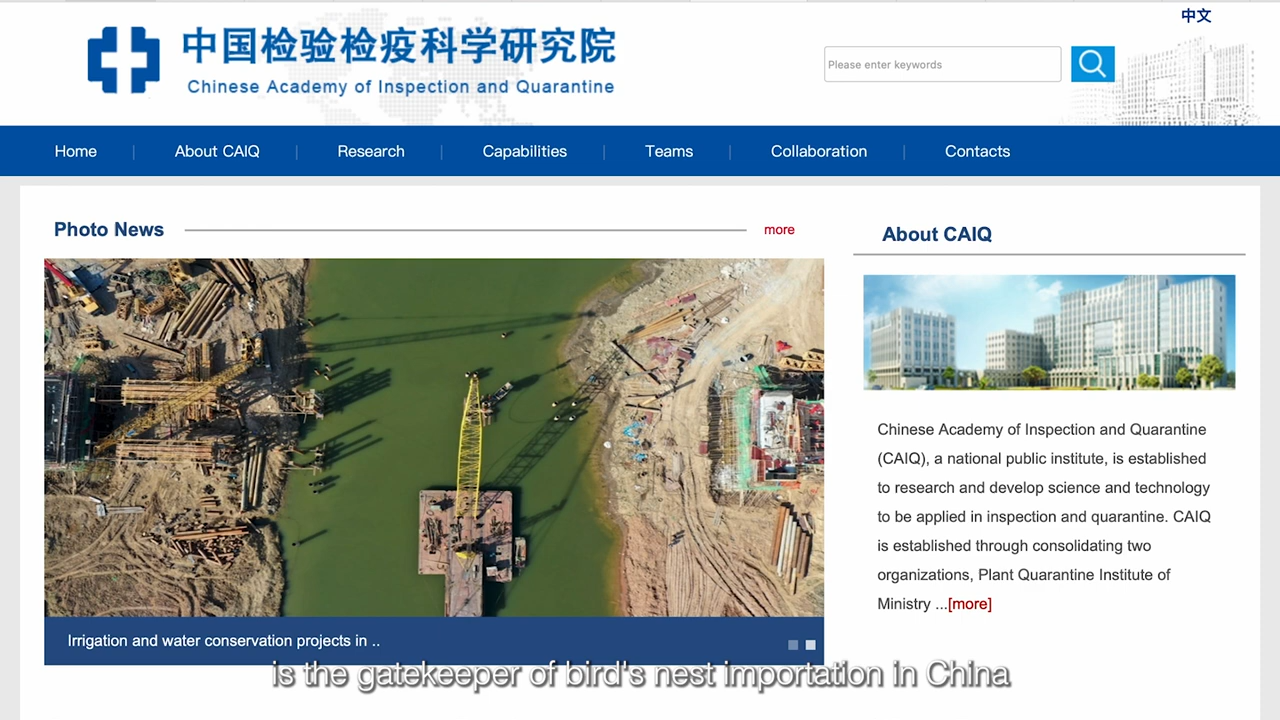 中文
中国检验检疫科学研究院
Chinese Academy of Inspection and Quarantine
Please enter keywords
Home | About CAIQ | Research | Capabilities | Teams | Collaboration | Contacts
Photo News
more
Irrigation and water conservation projects in ..
About CAIQ
Chinese Academy of Inspection and Quarantine
(CAIQ), a national public institute, is established
to research and develop science and technology
to be applied in inspection and quarantine. CAIQ
is established through consolidating two
organizations, Plant Quarantine Institute of
Ministry ...[more]
is the gatekeeper of bird's nest importation in China